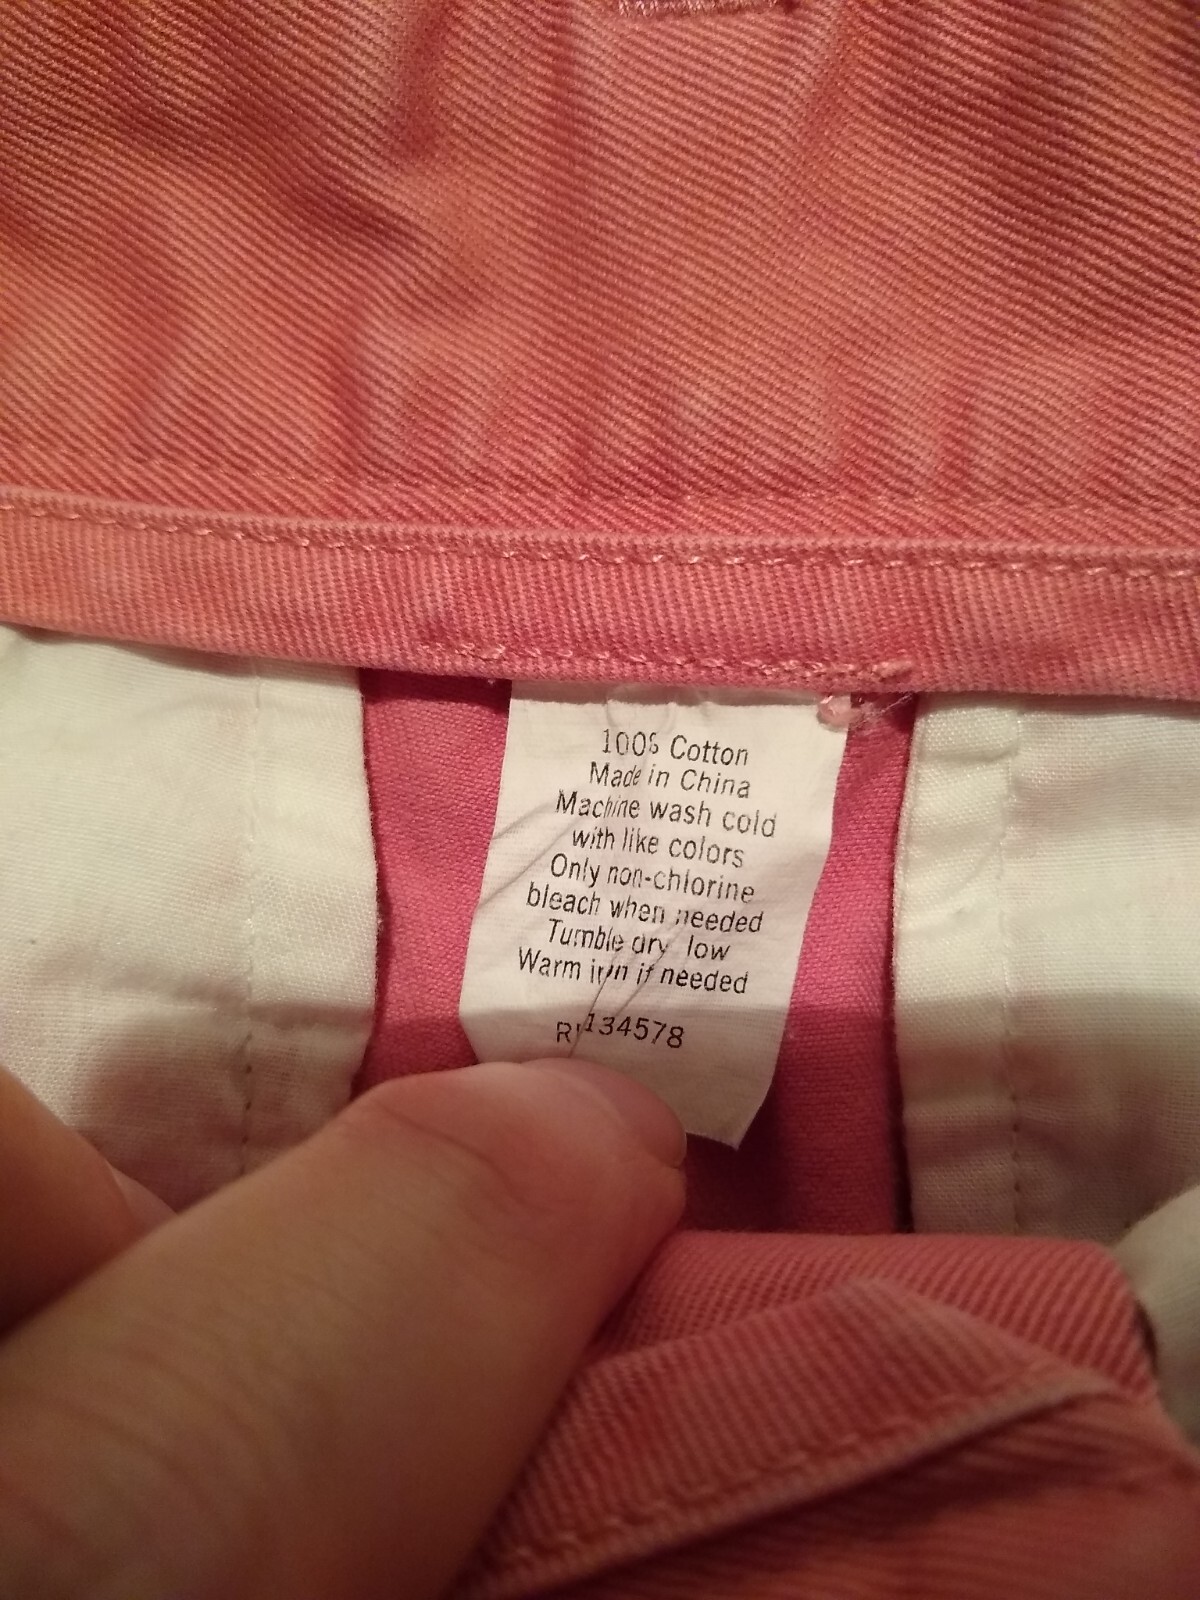 100% Cotton
Made in China
Machine wash cold
with like colors
Only non-chlorine
bleach when needed
Tumble dry low
Warm iron if needed
134578